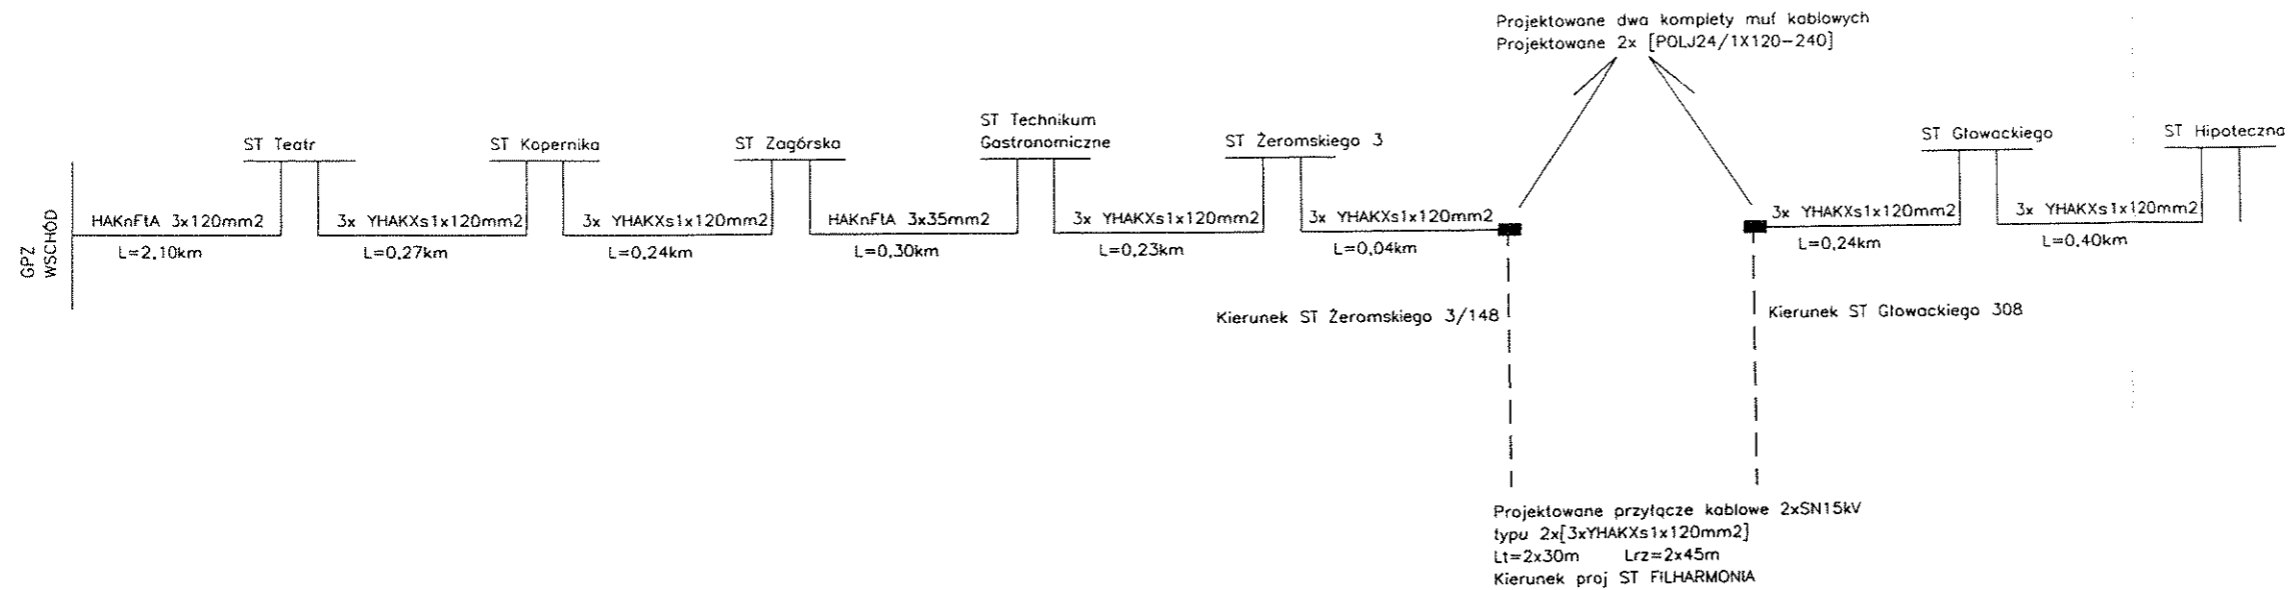 Projektowane dwa komplety muf kablowych
Projektowane 2x [POLJ24/1X120-240]
ST Teatr
ST Kopernika
ST Zagórska
ST Technikum
Gastronomiczne
ST Żeromskiego 3
ST Głowackiego
ST Hipoteczna
GPZ
WSCHÓD
HAKnFtA 3x120mm2
L=2,10km
3x YHAKXs1x120mm2
L=0,27km
3x YHAKXs1x120mm2
L=0,24km
HAKnFtA 3x35mm2
L=0,30km
3x YHAKXs1x120mm2
L=0,23km
3x YHAKXs1x120mm2
L=0,04km
3x YHAKXs1x120mm2
L=0,24km
3x YHAKXs1x120mm2
L=0,40km
Kierunek ST Żeromskiego 3/148
Kierunek ST Głowackiego 308
Projektowane przyłącze kablowe 2xSN15kV
typu 2x[3xYHAKXs1x120mm2]
Lt=2x30m Lrz=2x45m
Kierunek proj ST FILHARMONIA